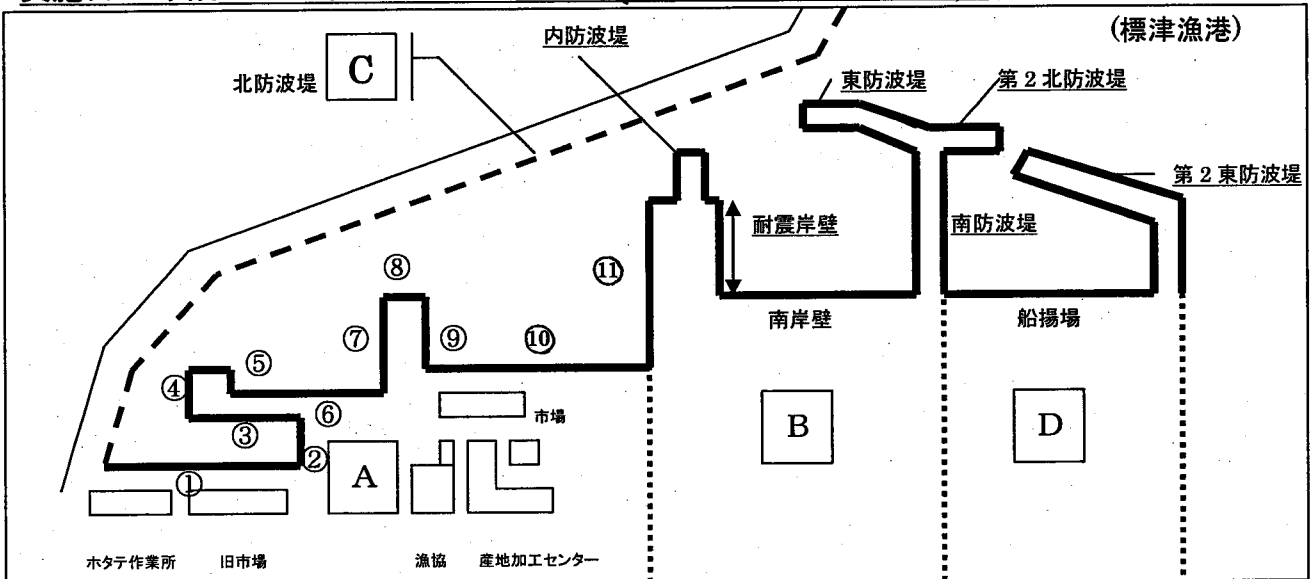 (標津漁港)
内防波堤
北防波堤
C
東防波堤
第2北防波堤
第2東防波堤
耐震岸壁
南防波堤
⑪
⑧
南岸壁
船揚場
⑦
⑨
⑩
⑤
④
⑥
市場
③
②
A
B
D
①
ホタテ作業所
旧市場
漁協
産地加工センター